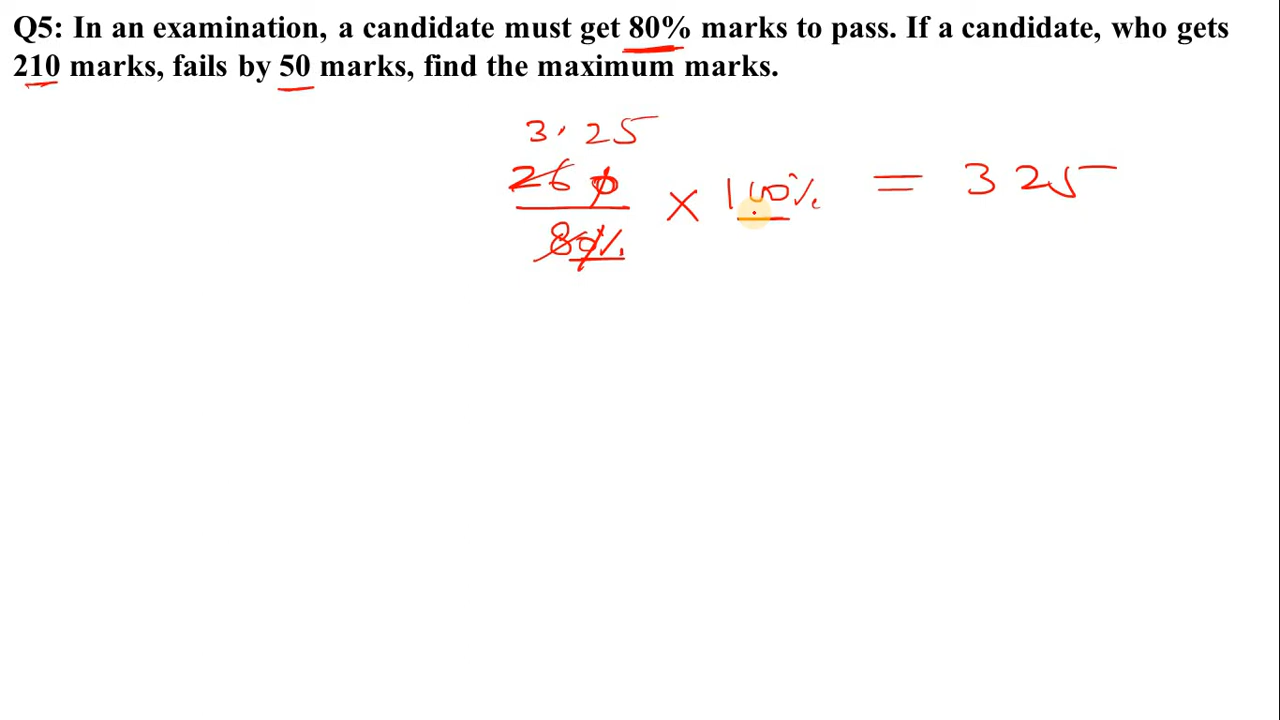 Q5: In an examination, a candidate must get 80% marks to pass. If a candidate, who gets
210 marks, fails by 50 marks, find the maximum marks.
3.25
260
80% × 100% = 325